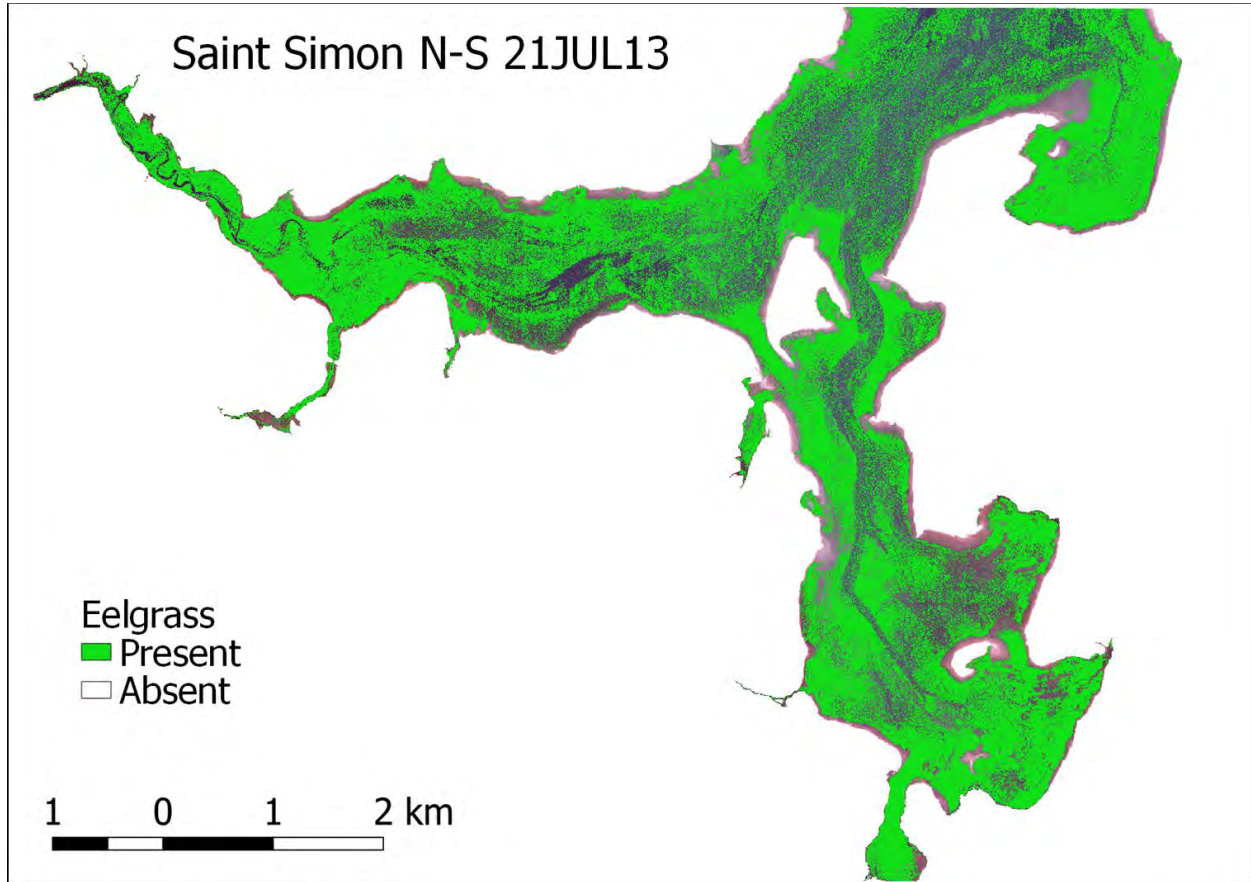 Saint Simon N-S 21JUL13
Eelgrass
Present
Absent
1 0 1 2 km